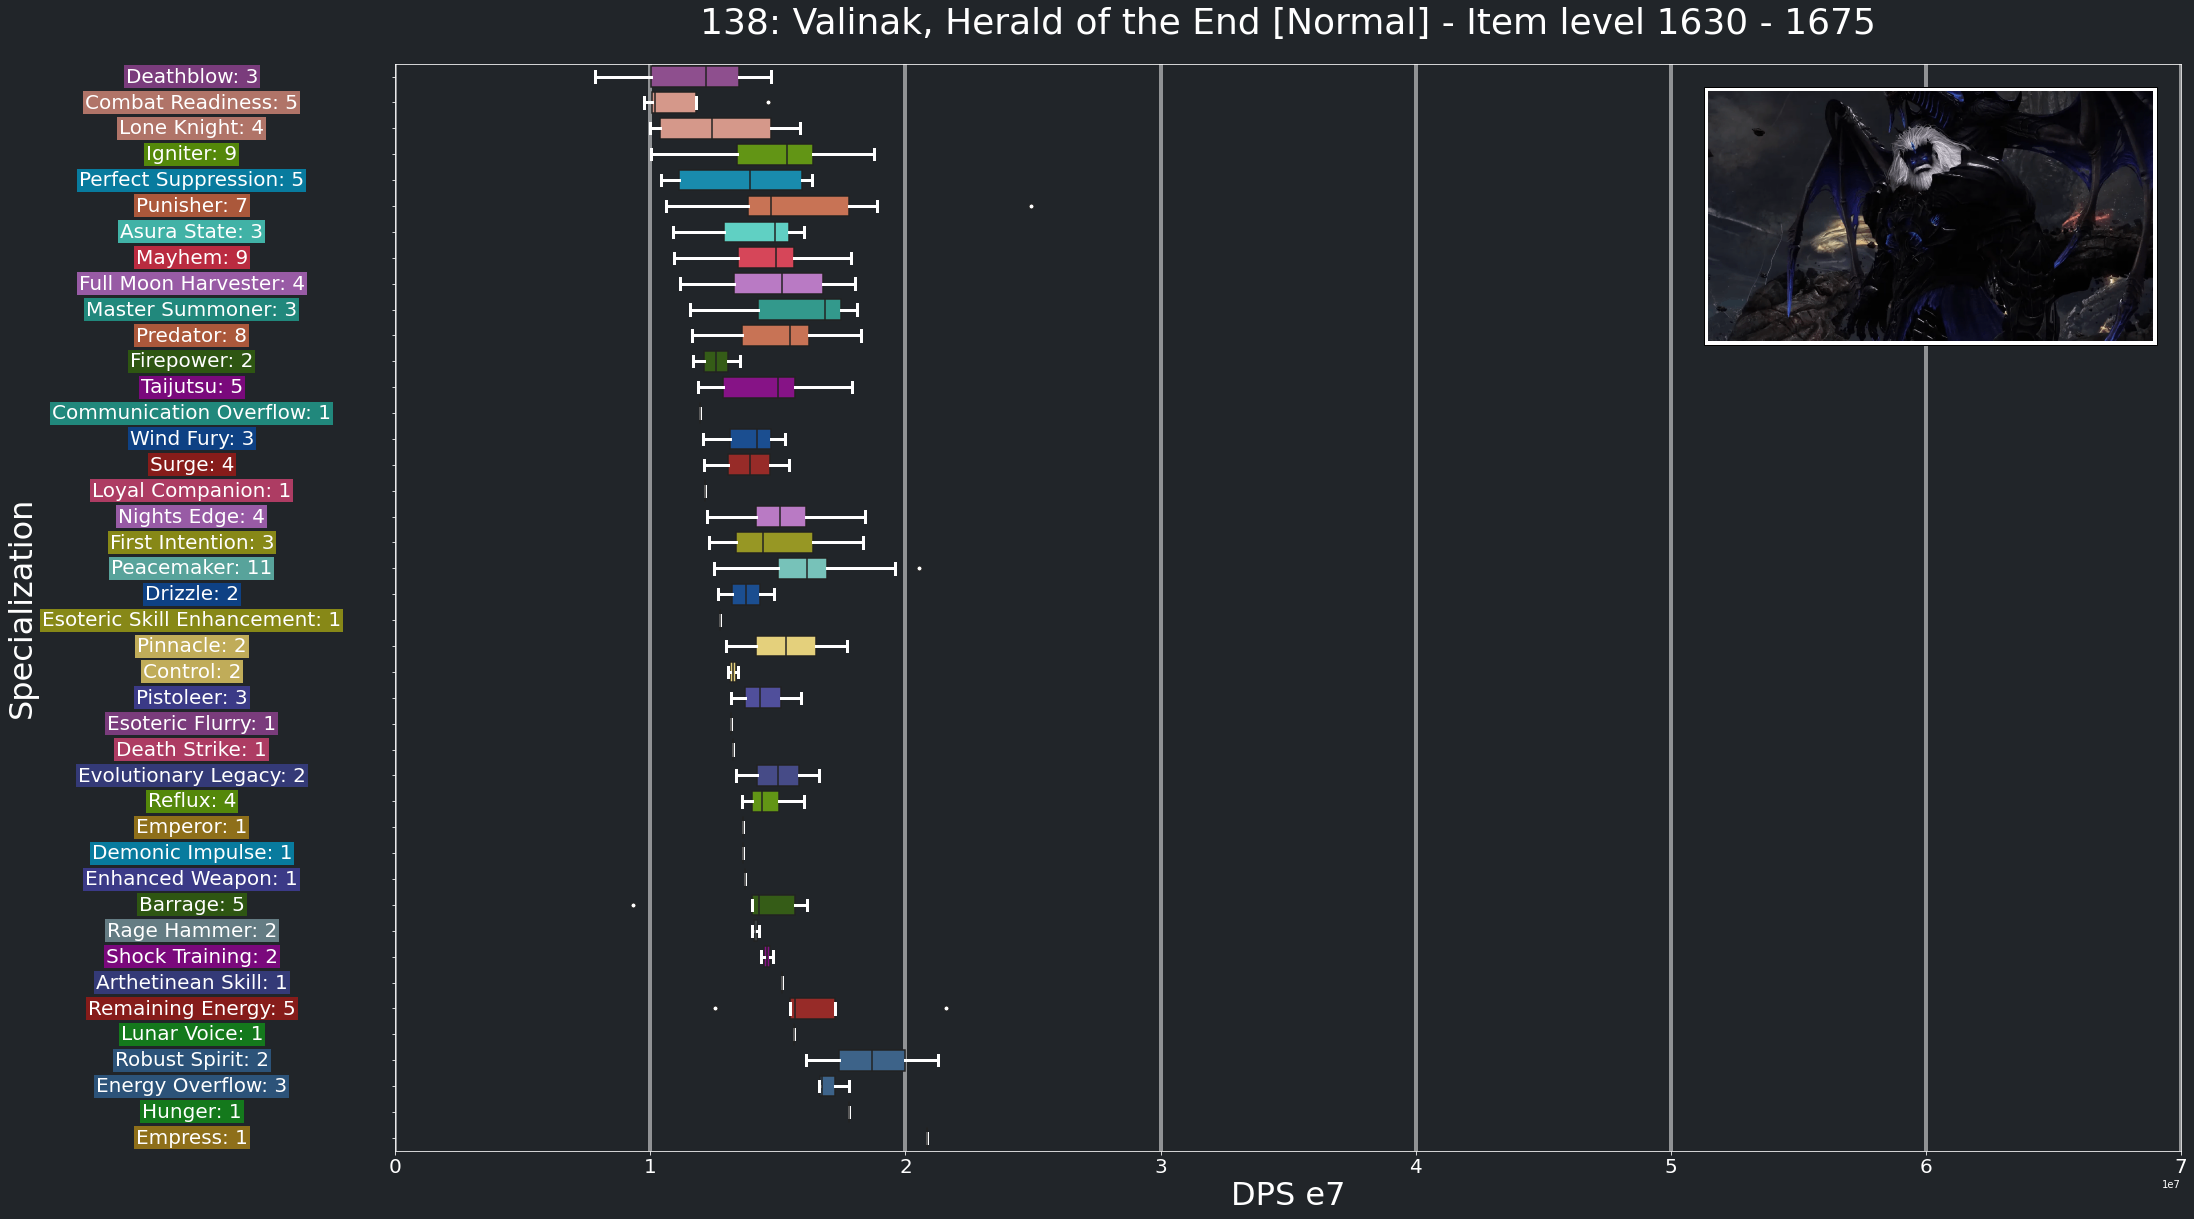 138: Valinak, Herald of the End [Normal] - Item level 1630 - 1675
Specialization
Deathblow: 3
Combat Readiness: 5
Lone Knight: 4
Igniter: 9
Perfect Suppression: 5
Punisher: 7
Asura State: 3
Mayhem: 9
Full Moon Harvester: 4
Master Summoner: 3
Predator: 8
Firepower: 2
Taijutsu: 5
Communication Overflow: 1
Wind Fury: 3
Surge: 4
Loyal Companion: 1
Nights Edge: 4
First Intention: 3
Peacemaker: 11
Drizzle: 2
Esoteric Skill Enhancement: 1
Pinnacle: 2
Control: 2
Pistoleer: 3
Esoteric Flurry: 1
Death Strike: 1
Evolutionary Legacy: 2
Reflux: 4
Emperor: 1
Demonic Impulse: 1
Enhanced Weapon: 1
Barrage: 5
Rage Hammer: 2
Shock Training: 2
Arthetinean Skill: 1
Remaining Energy: 5
Lunar Voice: 1
Robust Spirit: 2
Energy Overflow: 3
Hunger: 1
Empress: 1
0 1 2 3 4 5 6 7
1e7
DPS e7